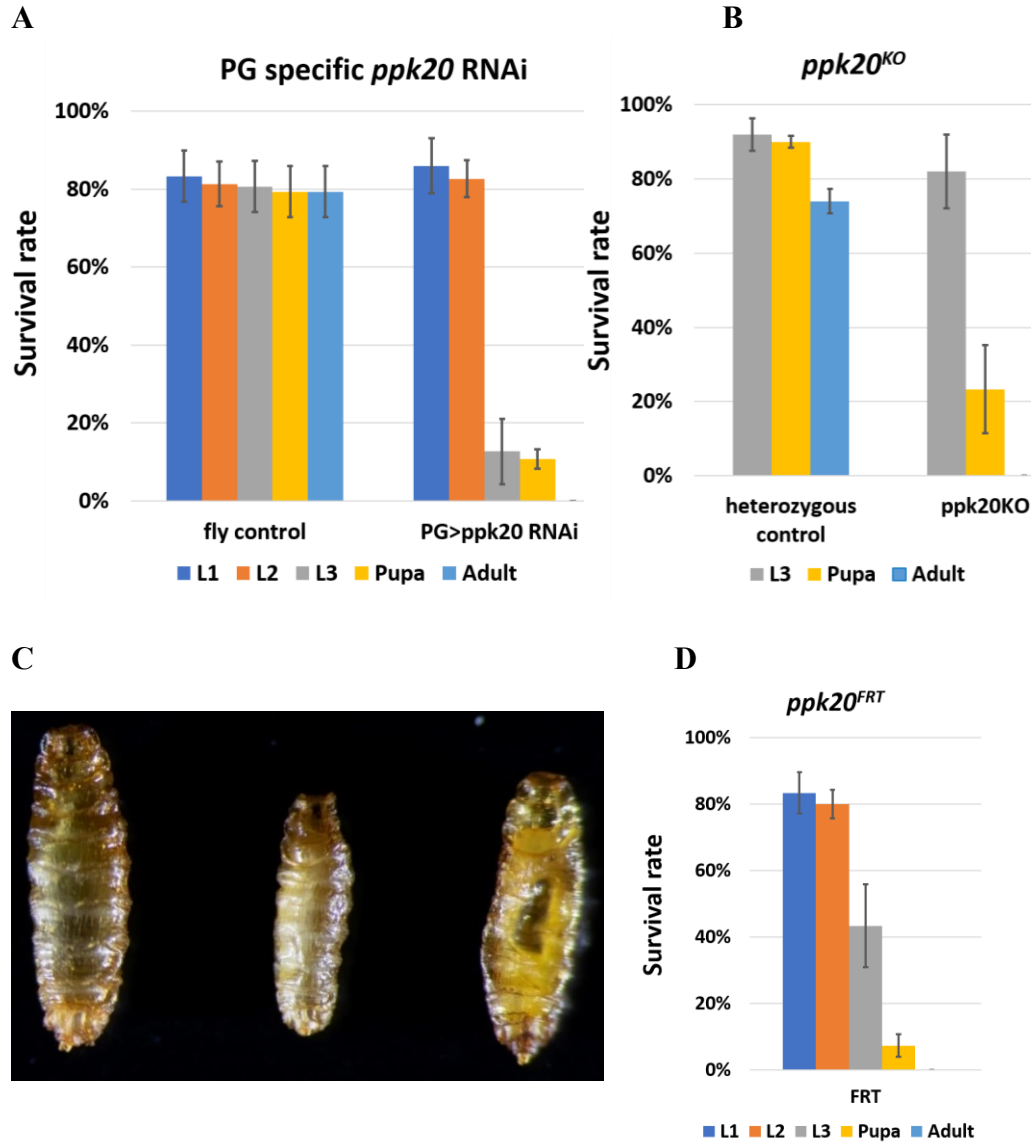 A
PG specific ppk20 RNAi
Survival rate
100%
80%
60%
40%
20%
0%
fly control PG>ppk20 RNAi
L1 L2 L3 Pupa Adult
B
ppk20KO
Survival rate
100%
80%
60%
40%
20%
0%
heterozygous
control
ppk20KO
L3 Pupa Adult
C
D
ppk20FRT
Survival rate
100%
80%
60%
40%
20%
0%
FRT
L1 L2 L3 Pupa Adult